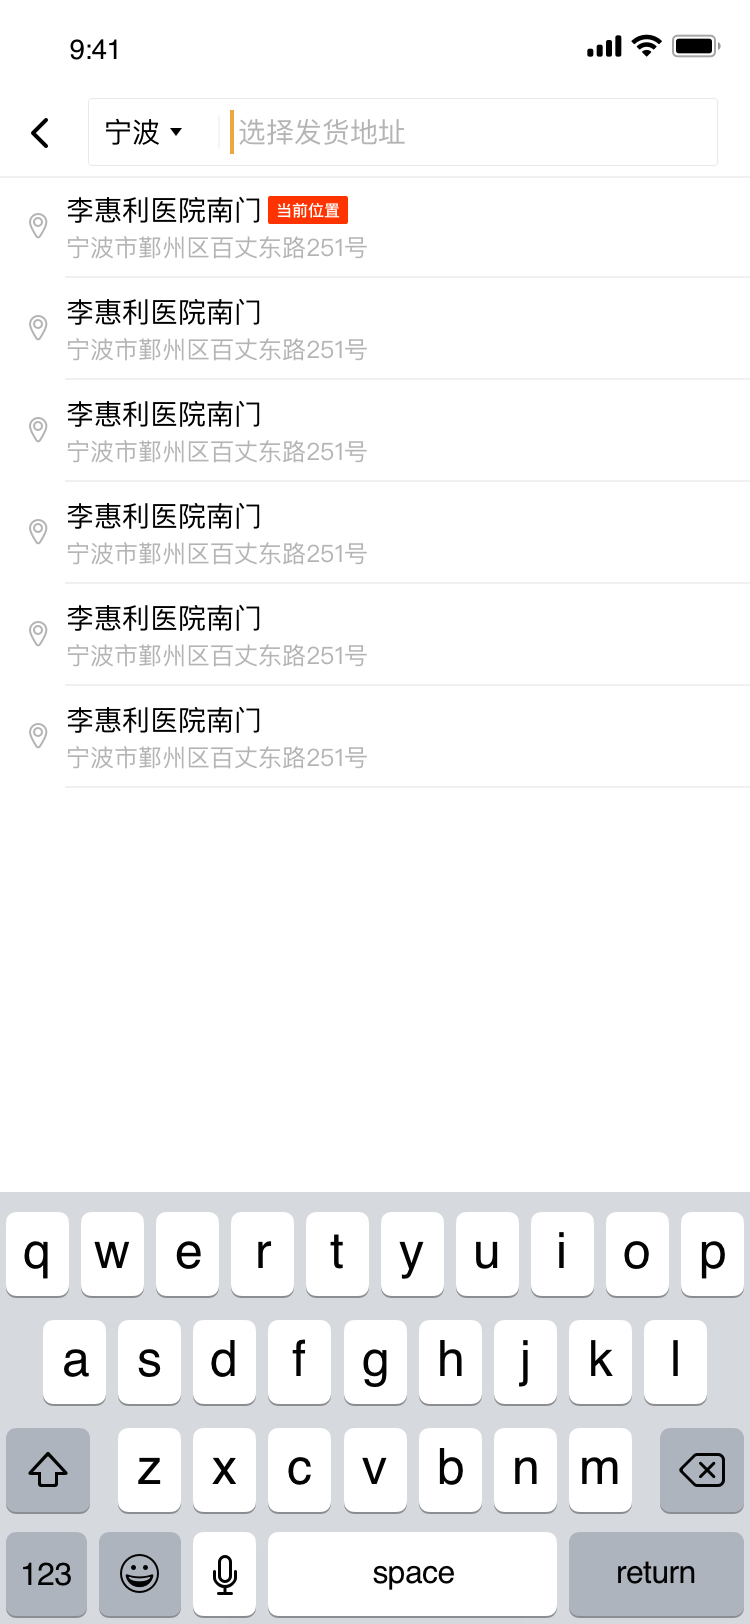 9:41
宁波 选择发货地址
李惠利医院南门 当前位置
宁波市鄞州区百丈东路251号
李惠利医院南门
宁波市鄞州区百丈东路251号
李惠利医院南门
宁波市鄞州区百丈东路251号
李惠利医院南门
宁波市鄞州区百丈东路251号
李惠利医院南门
宁波市鄞州区百丈东路251号
李惠利医院南门
宁波市鄞州区百丈东路251号
q w e r t y u i o p
a s d f g h j k l
z x c v b n m
123 space return